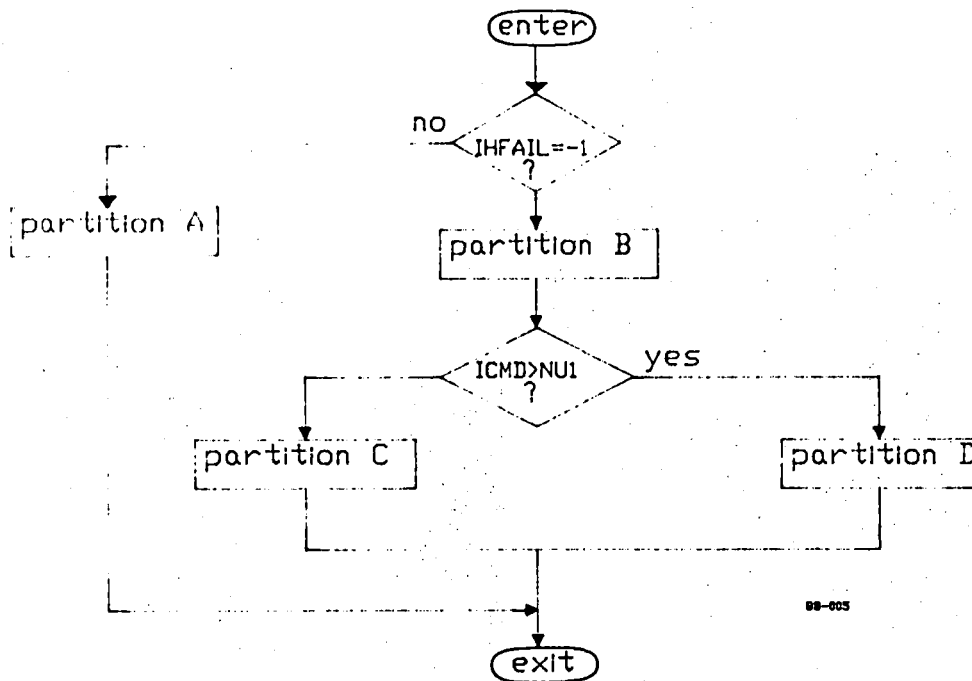 enter
no
IHFAIL=-1
?
partition A
partition B
ICMD>NU1
?
yes
partition C
partition D
exit